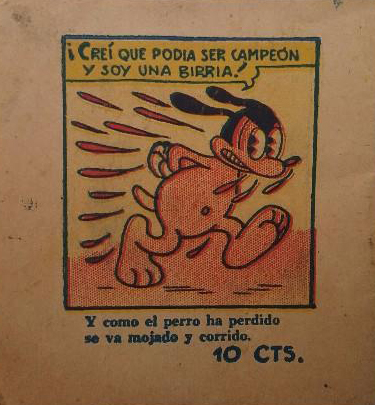 ¡CREÍ QUE PODIA SER CAMPEÓN
Y SOY UNA BIRRIA.!
Y como el perro ha perdido
se va mojado y corrido.
10 CTS.